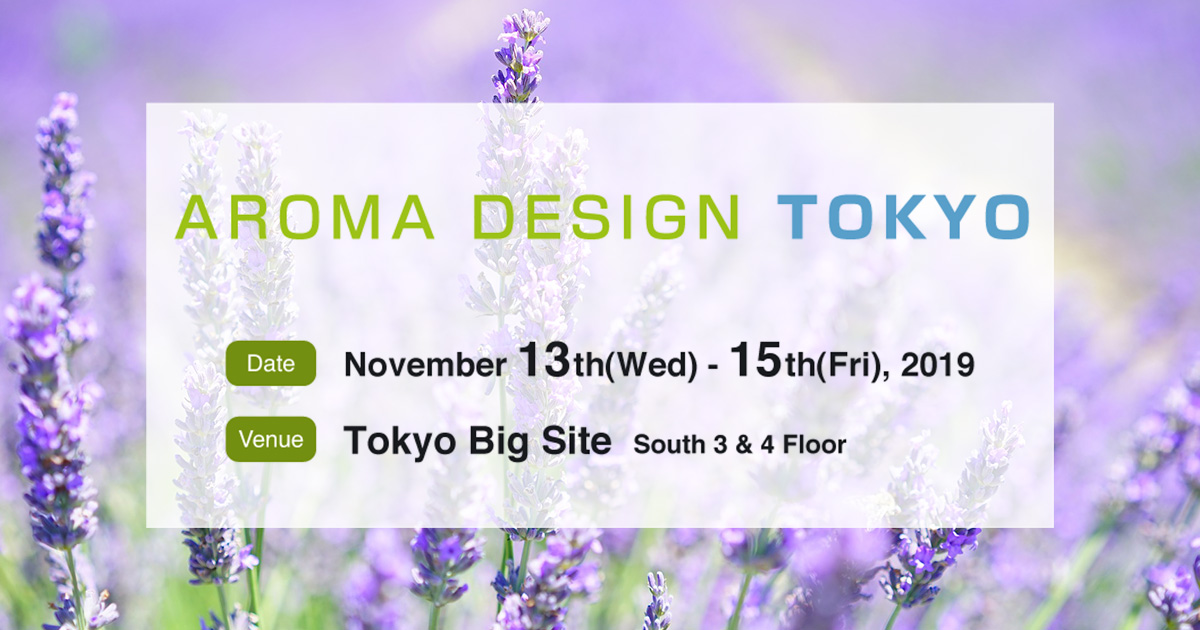 AROMA DESIGN TOKYO
Date November 13th(Wed) - 15th(Fri), 2019
Venue Tokyo Big Site South 3 & 4 Floor